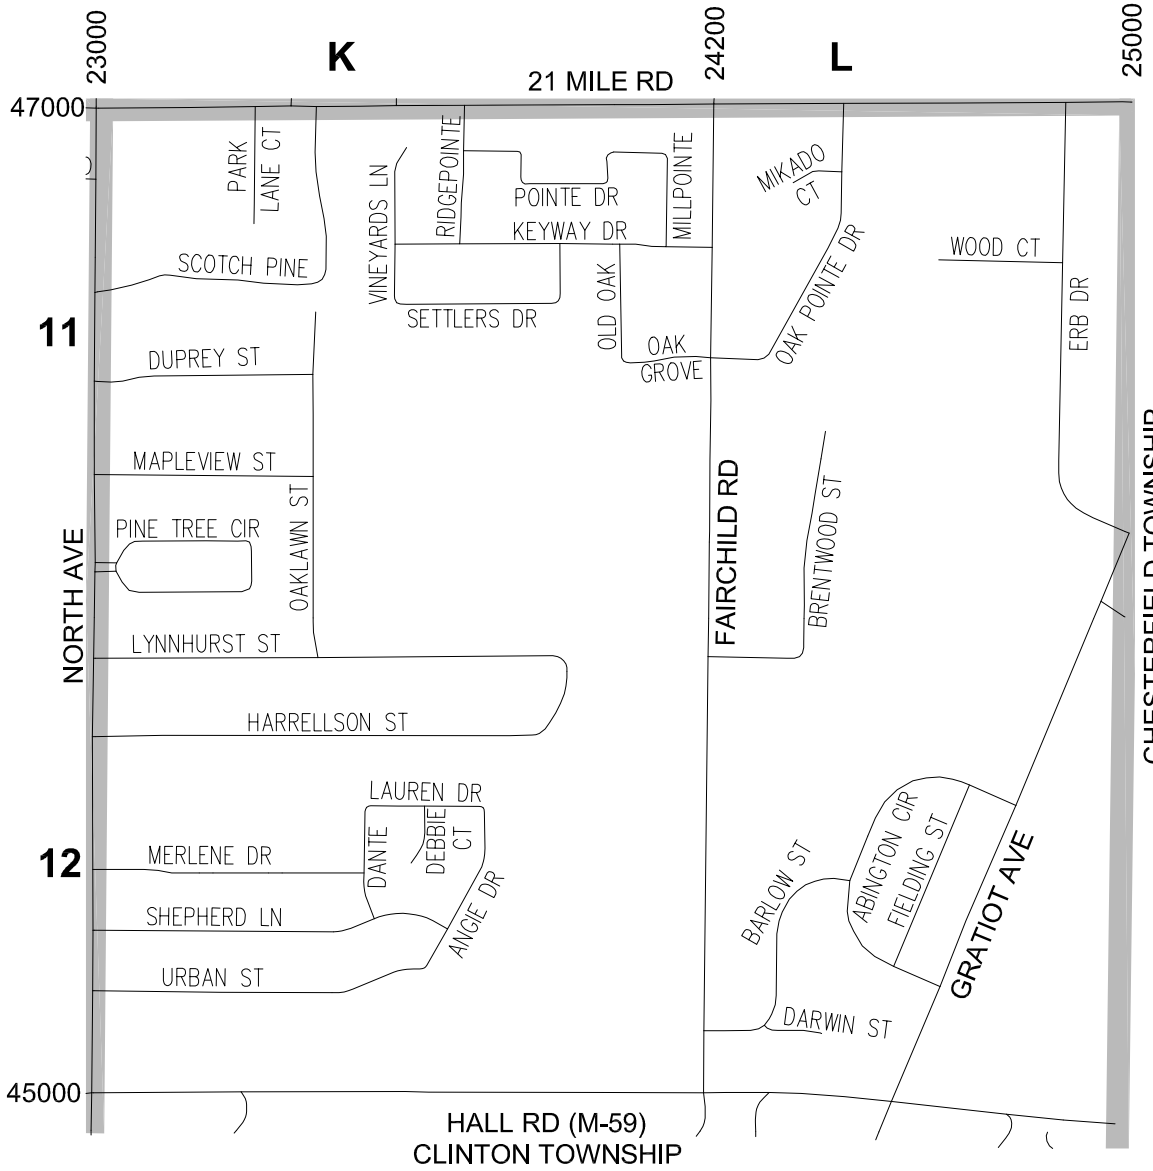 23000
K
24200
L
25000
21 MILE RD
47000
PARK
LANE CT
VINEYARDS LN
RIDGEPOINTE
POINTE DR
KEYWAY DR
MILLPOINTE
MIKADO
CT
SCOTCH PINE
SETTLERS DR
OLD OAK
OAK
GROVE
OAK POINTE DR
WOOD CT
ERB DR
11
DUPREY ST
MAPLEVIEW ST
PINE TREE CIR
OAKLAWN ST
NORTH AVE
FAIRCHILD RD
BRENTWOOD ST
CHESTERFIELD TOWNSHIP
LYNNHURST ST
HARRELLSON ST
LAUREN DR
DANTE
DEBBIE
CT
ANGIE DR
12
MERLENE DR
SHEPHERD LN
URBAN ST
BARLOW ST
ABINGTON CIR
FIELDING ST
GRATIOT AVE
DARWIN ST
45000
HALL RD (M-59)
CLINTON TOWNSHIP